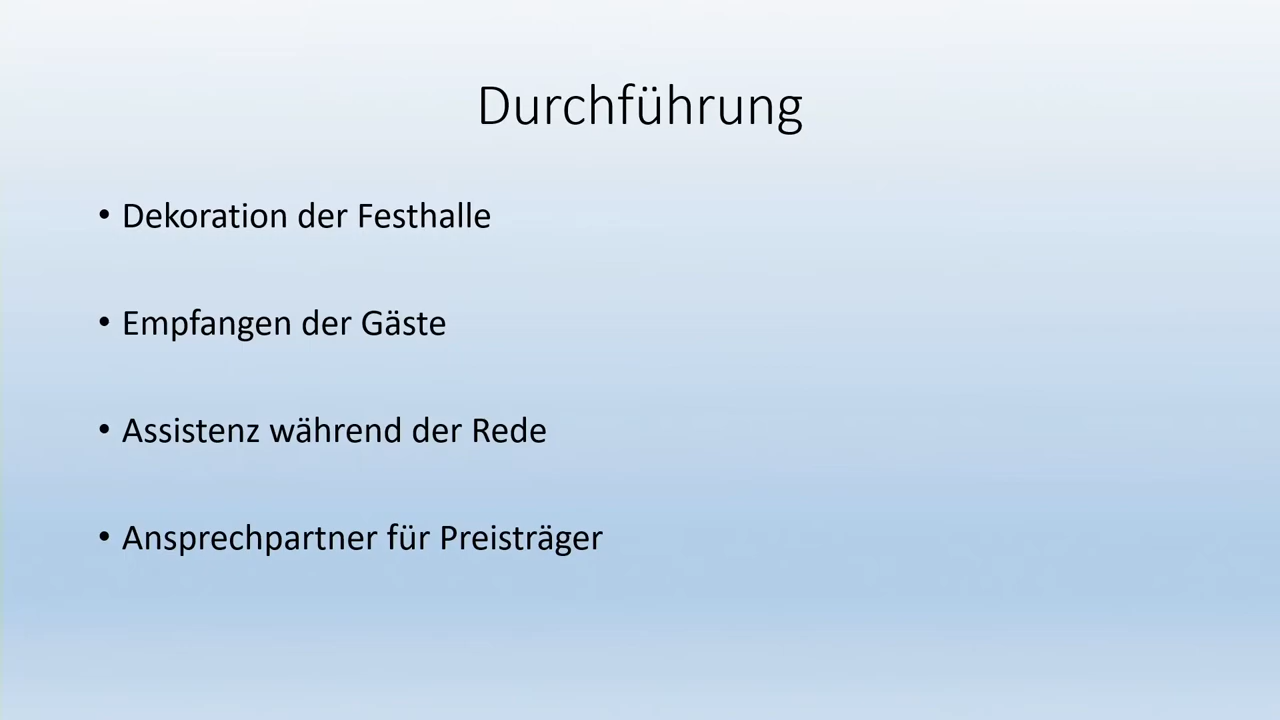 Durchführung
• Dekoration der Festhalle
• Empfangen der Gäste
• Assistenz während der Rede
• Ansprechpartner für Preisträger